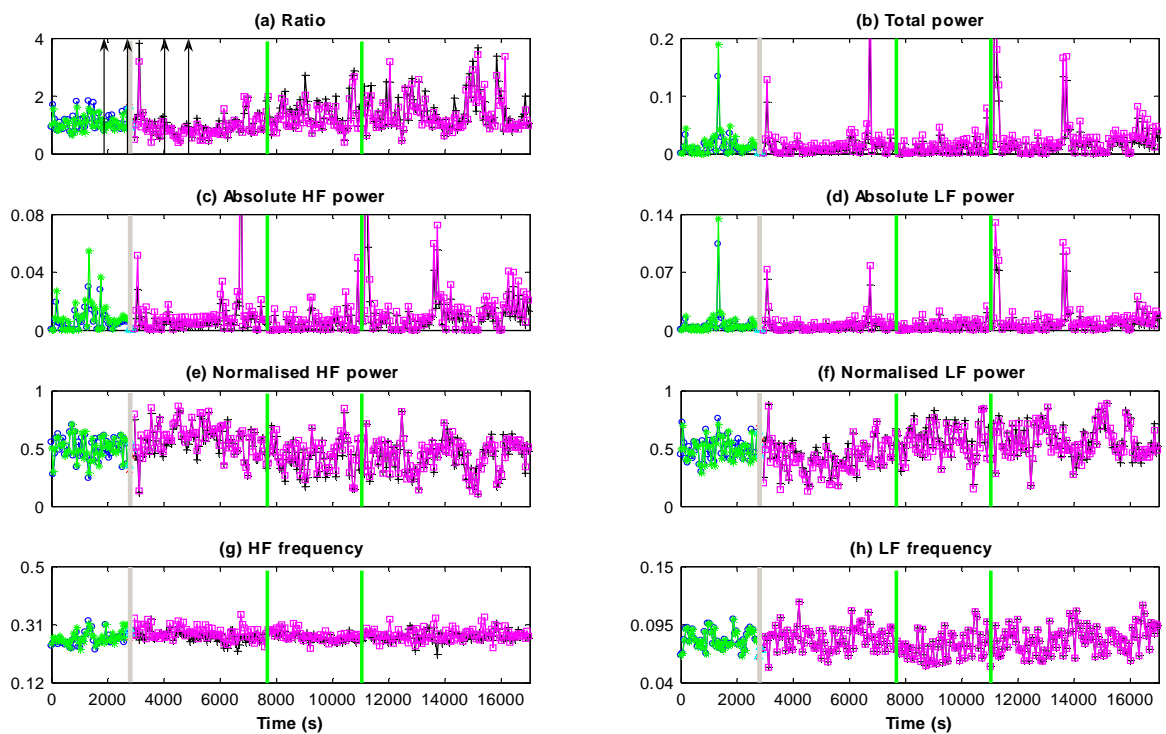 (a) Ratio
4
2
0
(b) Total power
0.2
0.1
0
(c) Absolute HF power
0.08
0.04
0
(d) Absolute LF power
0.14
0.07
0
(e) Normalised HF power
1
0.5
0
(f) Normalised LF power
1
0.5
0
(g) HF frequency
0.5
0.31
0.12
0 2000 4000 6000 8000 10000 12000 14000 16000
Time (s)
(h) LF frequency
0.15
0.095
0.04
0 2000 4000 6000 8000 10000 12000 14000 16000
Time (s)